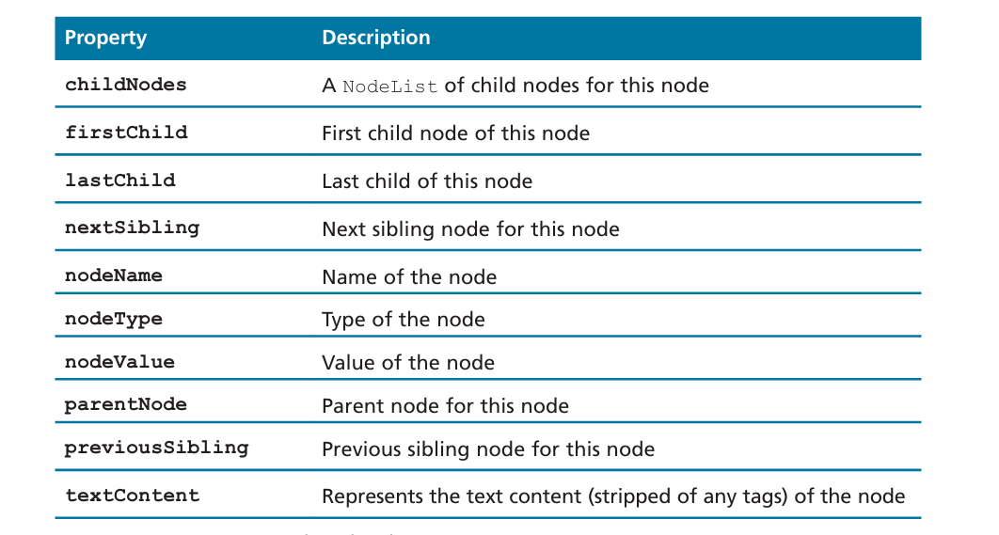 Property Description
childNodes A NodeList of child nodes for this node
firstChild First child node of this node
lastChild Last child of this node
nextSibling Next sibling node for this node
nodeName Name of the node
nodeType Type of the node
nodeValue Value of the node
parentNode Parent node for this node
previousSibling Previous sibling node for this node
textContent Represents the text content (stripped of any tags) of the node